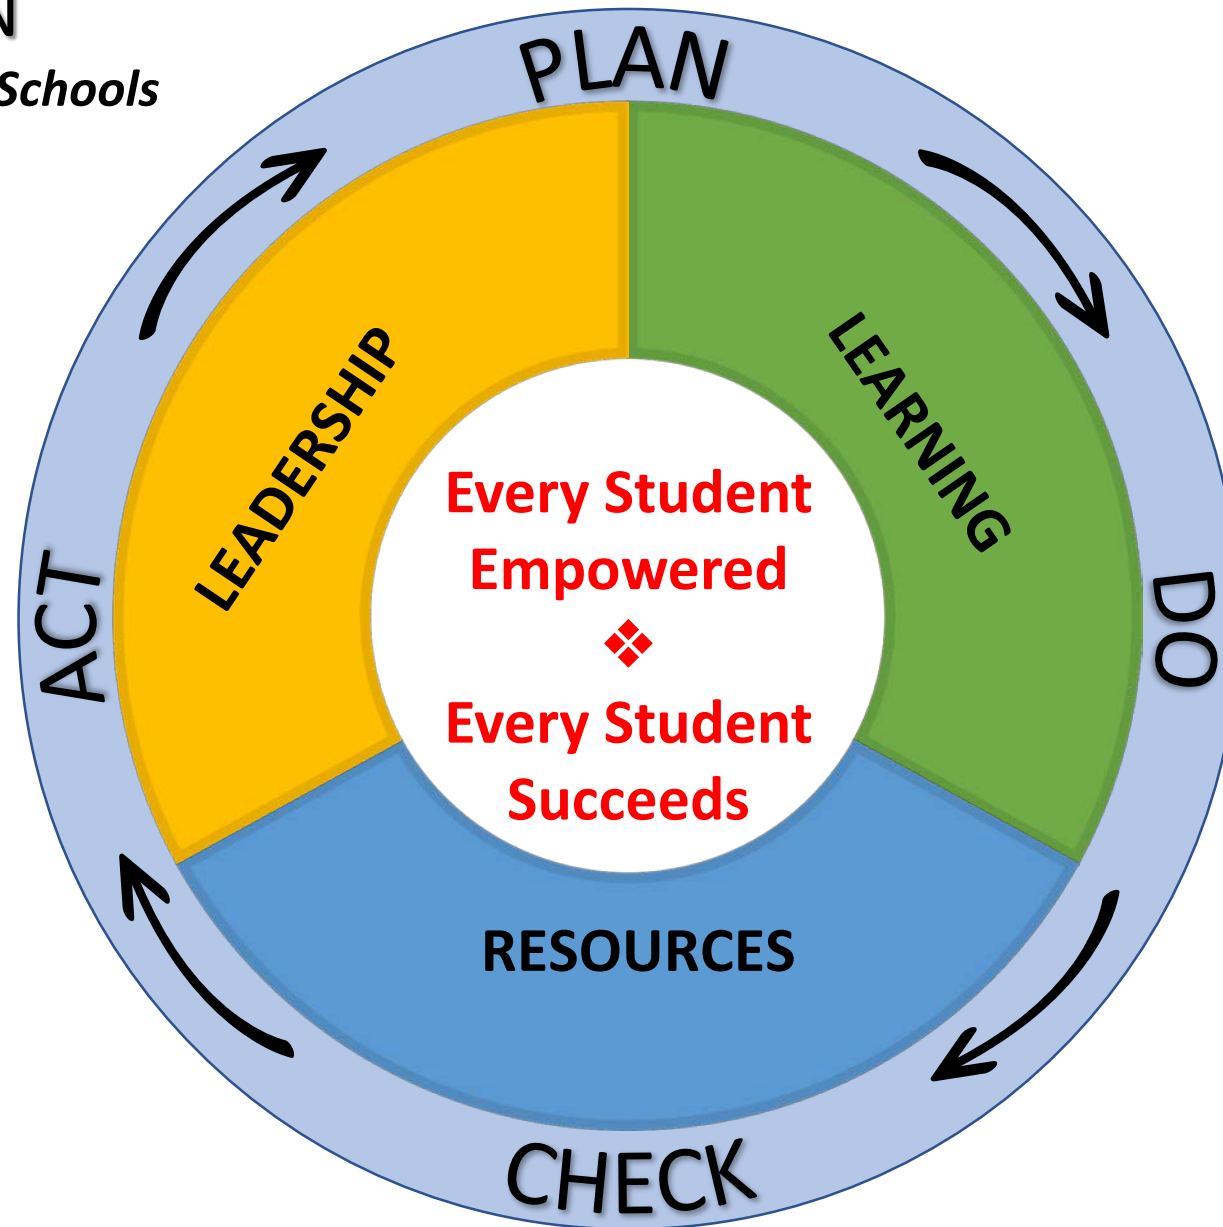 N
Schools
PLAN
LEADERSHIP
LEARNING
Every Student
Empowered
❖
Every Student
Succeeds
ACT
DO
RESOURCES
CHECK